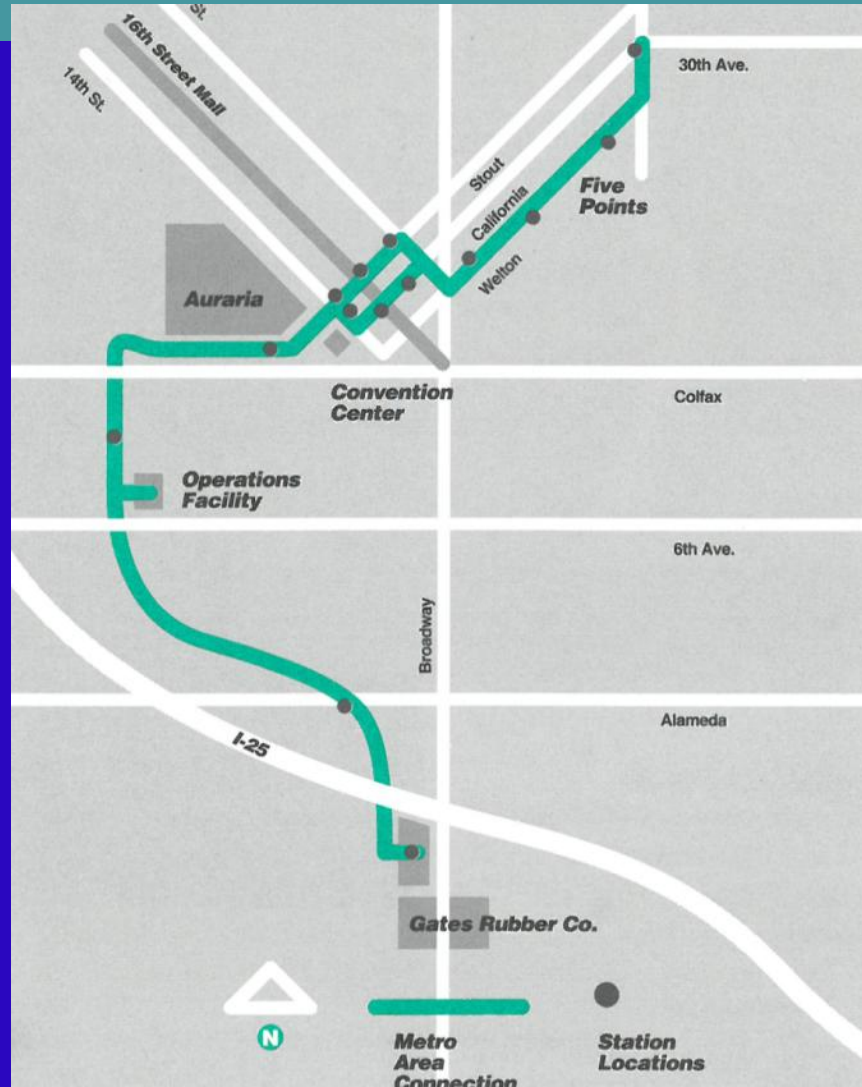 St.
16th Street Mall
14th St.
30th Ave.
Stout
California
Welton
Five
Points
Auraria
Convention
Center
Colfax
Operations
Facility
6th Ave.
Broadway
Alameda
I-25
Gates Rubber Co.
N
Metro
Area
Connection
Station
Locations